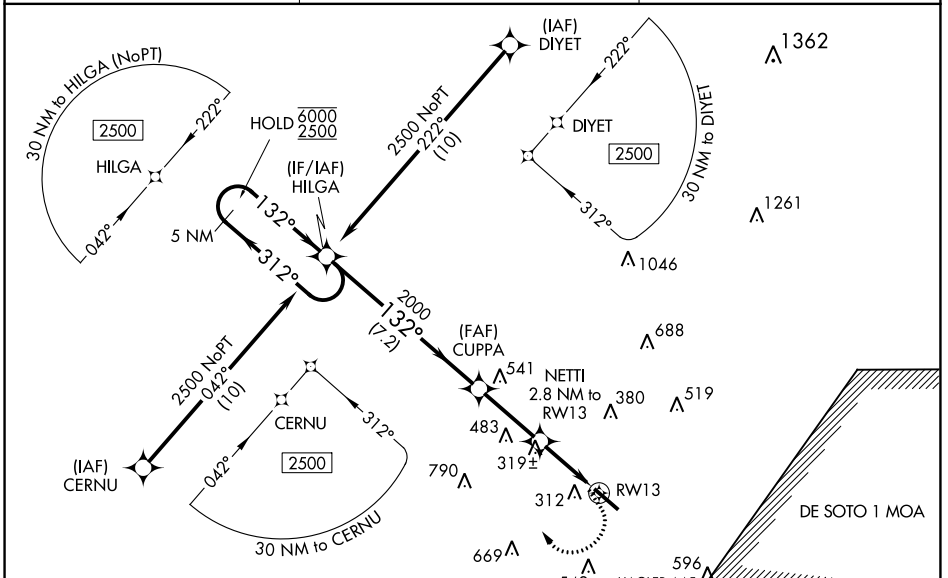 30 NM to HILGA (NoPT)
2500
222°
HILGA
042°
HOLD 6000
2500
(IF/IAF)
HILGA
132°
5 NM
312°
(IAF)
DIYET
2500 NoPT
222°
(10)
222°
DIYET
2500
312°
30 NM to DIYET
1362
1261
1046
688
519
380
2000
132°
(7.2)
(FAF)
CUPPA
541
NETTI
2.8 NM to
RW13
483
319±
790
312
RW13
669
596
DE SOTO 1 MOA
2500 NoPT
042°
(10)
(IAF)
CERNU
CERNU
312°
042°
2500
30 NM to CERNU